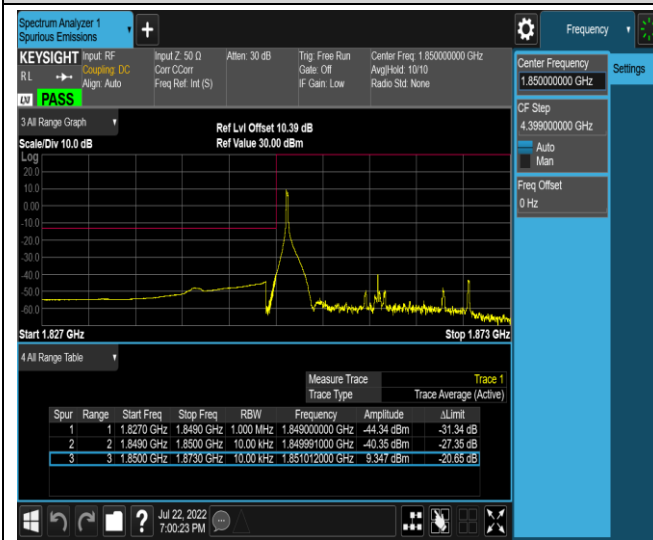 Spectrum Analyzer 1
Spurious Emissions
+
Frequency
KEYSIGHT
RL
LXI
PASS
Input: RF
Coupling: DC
Align: Auto
Input Z: 50 Ω
Corr CCorr
Freq Ref: Int (S)
Atten: 30 dB
Trig: Free Run
Gate: Off
IF Gain: Low
Center Freq: 1.850000000 GHz
Avg|Hold: 10/10
Radio Std: None
Center Frequency
1.850000000 GHz
Settings
CF Step
4.399000000 GHz
Auto
Man
Freq Offset
0 Hz
3 All Range Graph
Scale/Div 10.0 dB
Ref Lvl Offset 10.39 dB
Ref Value 30.00 dBm
Log
20.0
10.0
0.00
-10.0
-20.0
-30.0
-40.0
-50.0
-60.0
Start 1.827 GHz
Stop 1.873 GHz
4 All Range Table
Measure Trace Trace 1
Trace Type Trace Average (Active)
Spur Range Start Freq Stop Freq RBW Frequency Amplitude ΔLimit
1 1 1.8270 GHz 1.8490 GHz 1.000 MHz 1.849000000 GHz -44.34 dBm -31.34 dB
2 2 1.8490 GHz 1.8500 GHz 10.00 kHz 1.849991000 GHz -40.35 dBm -27.35 dB
3 3 1.8500 GHz 1.8730 GHz 10.00 kHz 1.851012000 GHz 9.347 dBm -20.65 dB
?
Jul 22, 2022
7:00:23 PM